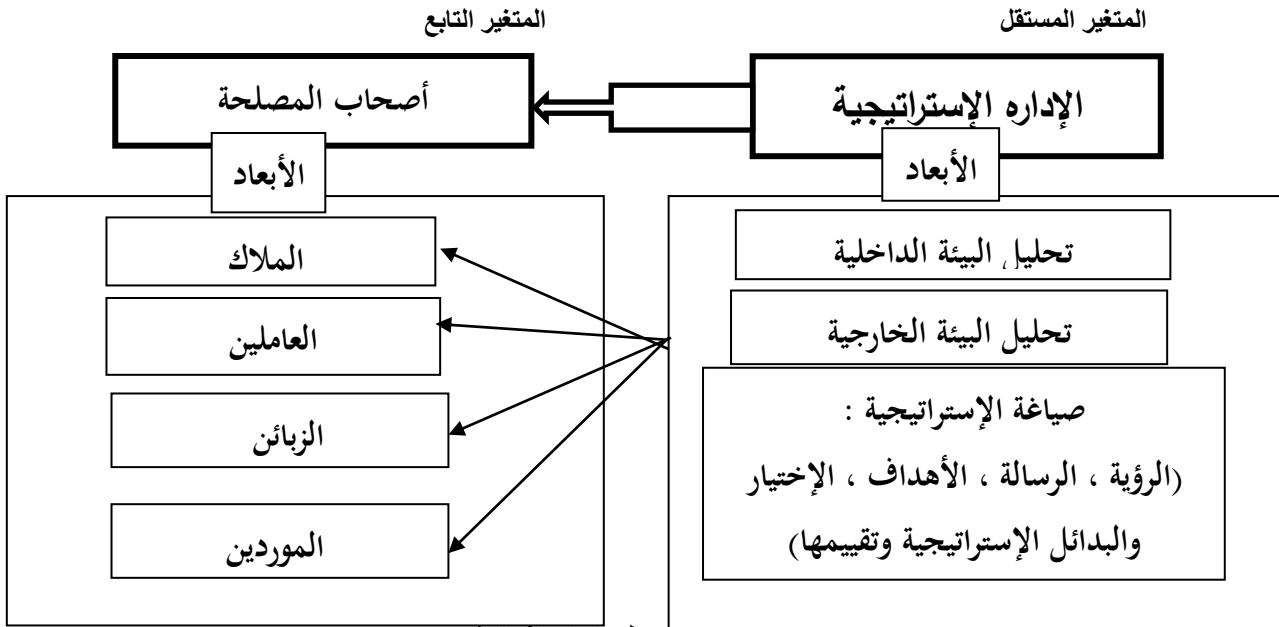 المتغير المستقل
المتغير التابع
الإداره الإستراتيجية
أصحاب المصلحة
الأبعاد
الأبعاد
تحليل البيئة الداخلية
تحليل البيئة الخارجية
صياغة الإستراتيجية :
(الرؤية ، الرسالة ، الأهداف ، الإختيار
والبدائل الإستراتيجية وتقييمها)
الملاك
العاملين
الزبائن
الموردين